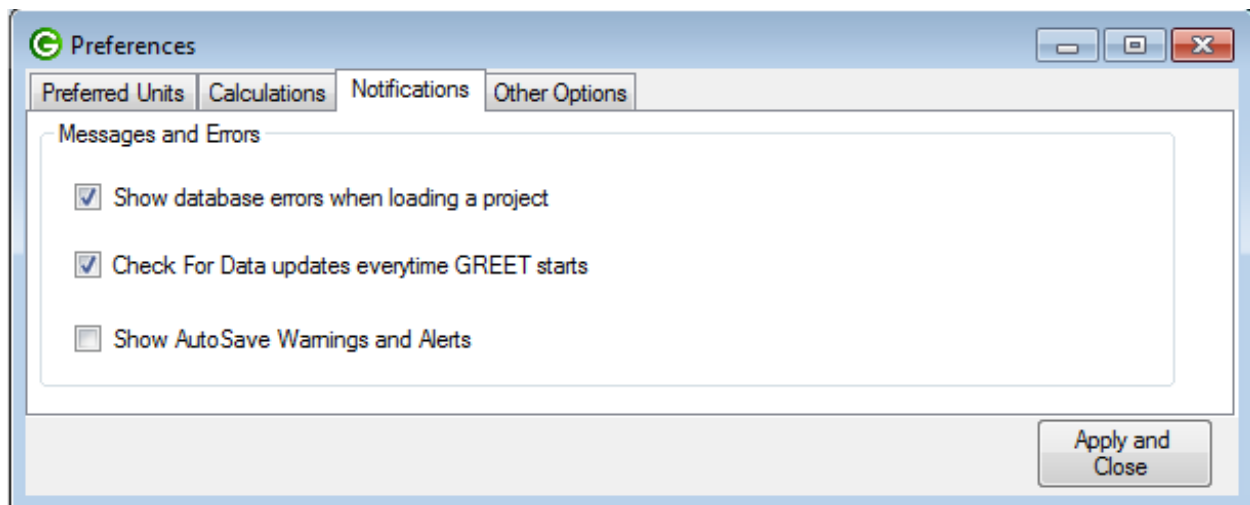 Preferences
Preferred Units Calculations Notifications Other Options
Messages and Errors
Show database errors when loading a project
Check For Data updates everytime GREET starts
Show AutoSave Warnings and Alerts
Apply and
Close